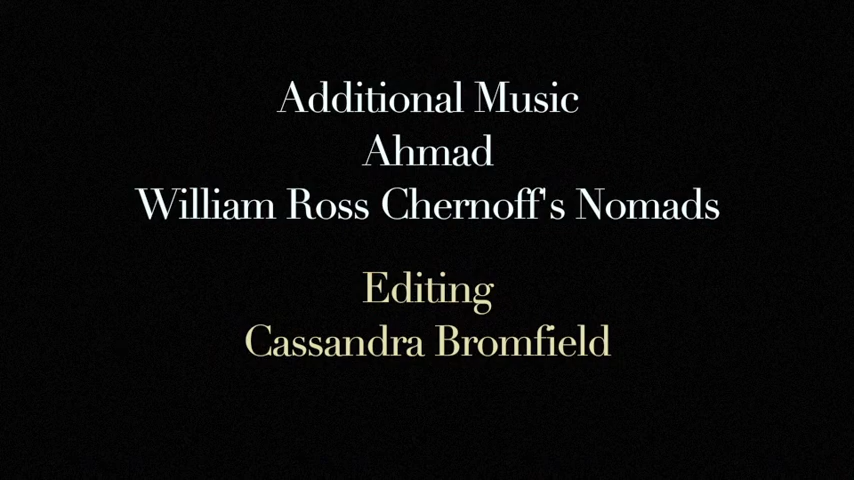 Additional Music
Ahmad
William Ross Chernoff's Nomads
Editing
Cassandra Bromfield